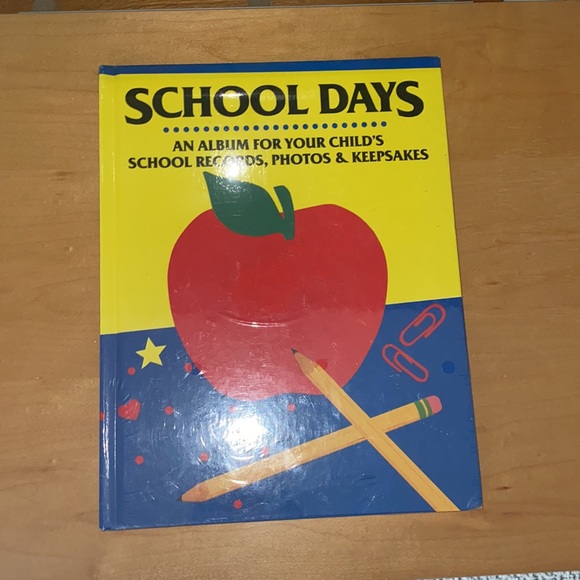 SCHOOL DAYS
AN ALBUM FOR YOUR CHILD'S
SCHOOL RECORDS, PHOTOS & KEEPSAKES